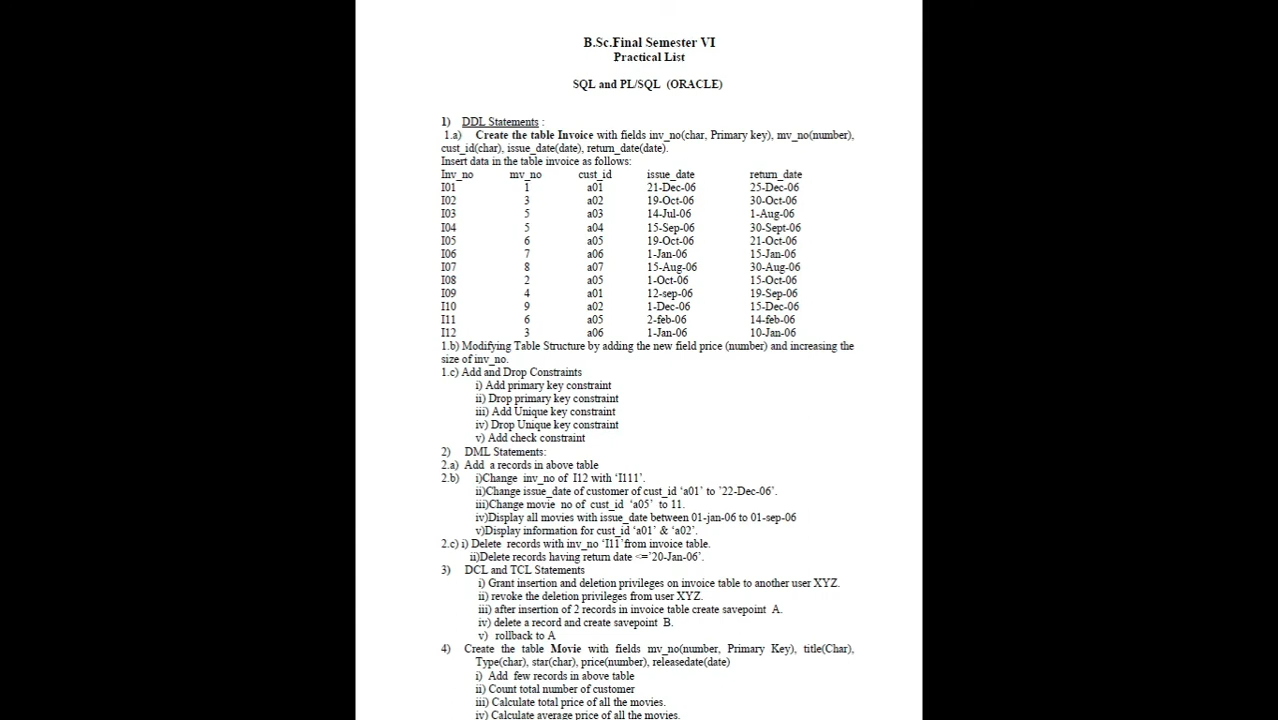 B.Sc.Final Semester VI
Practical List
SQL and PL/SQL (ORACLE)
1) DDL Statements :
1.a) Create the table Invoice with fields inv_no(char, Primary key), mv_no(number),
cust_id(char), issue_date(date), return_date(date).
Insert data in the table invoice as follows:
Inv_no mv_no cust_id issue_date return_date
I01 1 a01 21-Dec-06 25-Dec-06
I02 3 a02 19-Oct-06 30-Oct-06
I03 5 a03 14-Jul-06 1-Aug-06
I04 5 a04 15-Sep-06 30-Sept-06
I05 6 a05 19-Oct-06 21-Oct-06
I06 7 a06 1-Jan-06 15-Jan-06
I07 8 a07 15-Aug-06 30-Aug-06
I08 2 a05 1-Oct-06 15-Oct-06
I09 4 a01 12-sep-06 19-Sep-06
I10 9 a02 1-Dec-06 15-Dec-06
I11 6 a05 2-feb-06 14-feb-06
I12 3 a06 1-Jan-06 10-Jan-06
1.b) Modifying Table Structure by adding the new field price (number) and increasing the
size of inv_no.
1.c) Add and Drop Constraints
i) Add primary key constraint
ii) Drop primary key constraint
iii) Add Unique key constraint
iv) Drop Unique key constraint
v) Add check constraint
2) DML Statements:
2.a) Add a records in above table
2.b) i)Change inv_no of I12 with ‘I111’.
ii)Change issue_date of customer of cust_id ‘a01’ to ’22-Dec-06’.
iii)Change movie no of cust_id ‘a05’ to 11.
iv)Display all movies with issue_date between 01-jan-06 to 01-sep-06
v)Display information for cust_id ‘a01’ & ‘a02’.
2.c) i) Delete records with inv_no ‘I11’from invoice table.
ii)Delete records having return date <=’20-Jan-06’.
3) DCL and TCL Statements
i) Grant insertion and deletion privileges on invoice table to another user XYZ.
ii) revoke the deletion privileges from user XYZ.
iii) after insertion of 2 records in invoice table create savepoint A.
iv) delete a record and create savepoint B.
v) rollback to A
4) Create the table Movie with fields mv_no(number, Primary Key), title(Char),
Type(char), star(char), price(number), releasedate(date)
i) Add few records in above table
ii) Count total number of customer
iii) Calculate total price of all the movies.
iv) Calculate average price of all the movies.